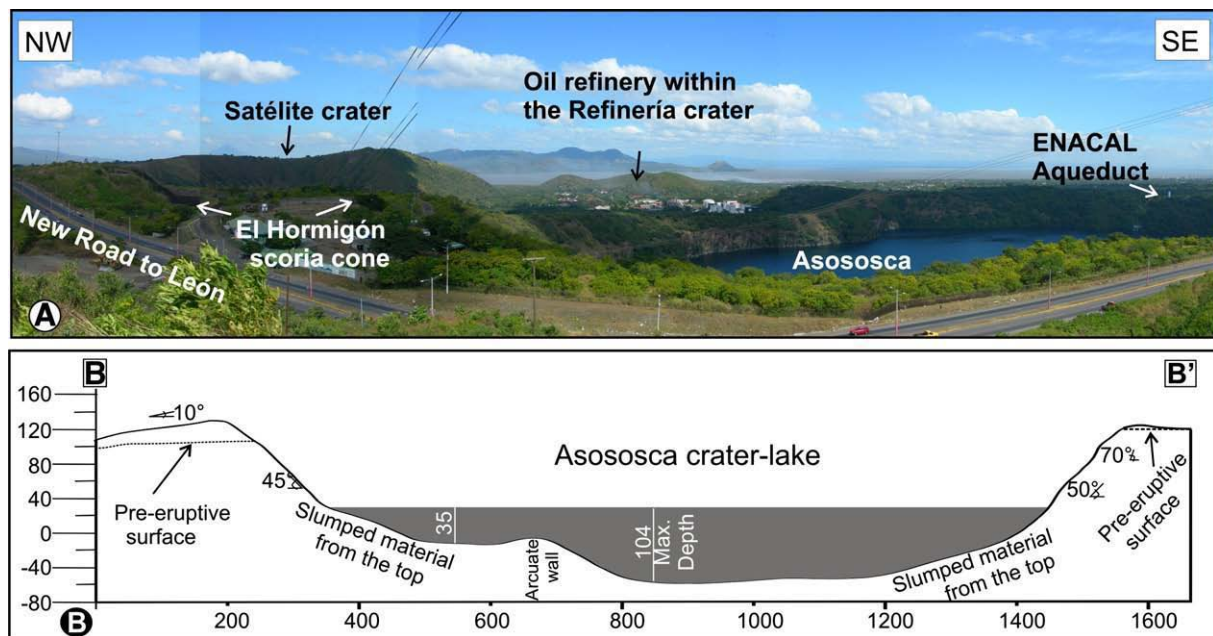 NW
SE
Oil refinery within
the Refinería crater
Satélite crater
ENACAL
Aqueduct
El Hormigón
scoria cone
New Road to León
Asososca
A
B
B'
160
120
80
40
0
-40
-80
10°
Asososca crater-lake
70°
45°
50°
Pre-eruptive
surface
Pre-eruptive
surface
Slumped material
from the top
35
Arcuate
wall
104
Max.
Depth
Slumped material
from the top
B
200
400
600
800
1000
1200
1400
1600